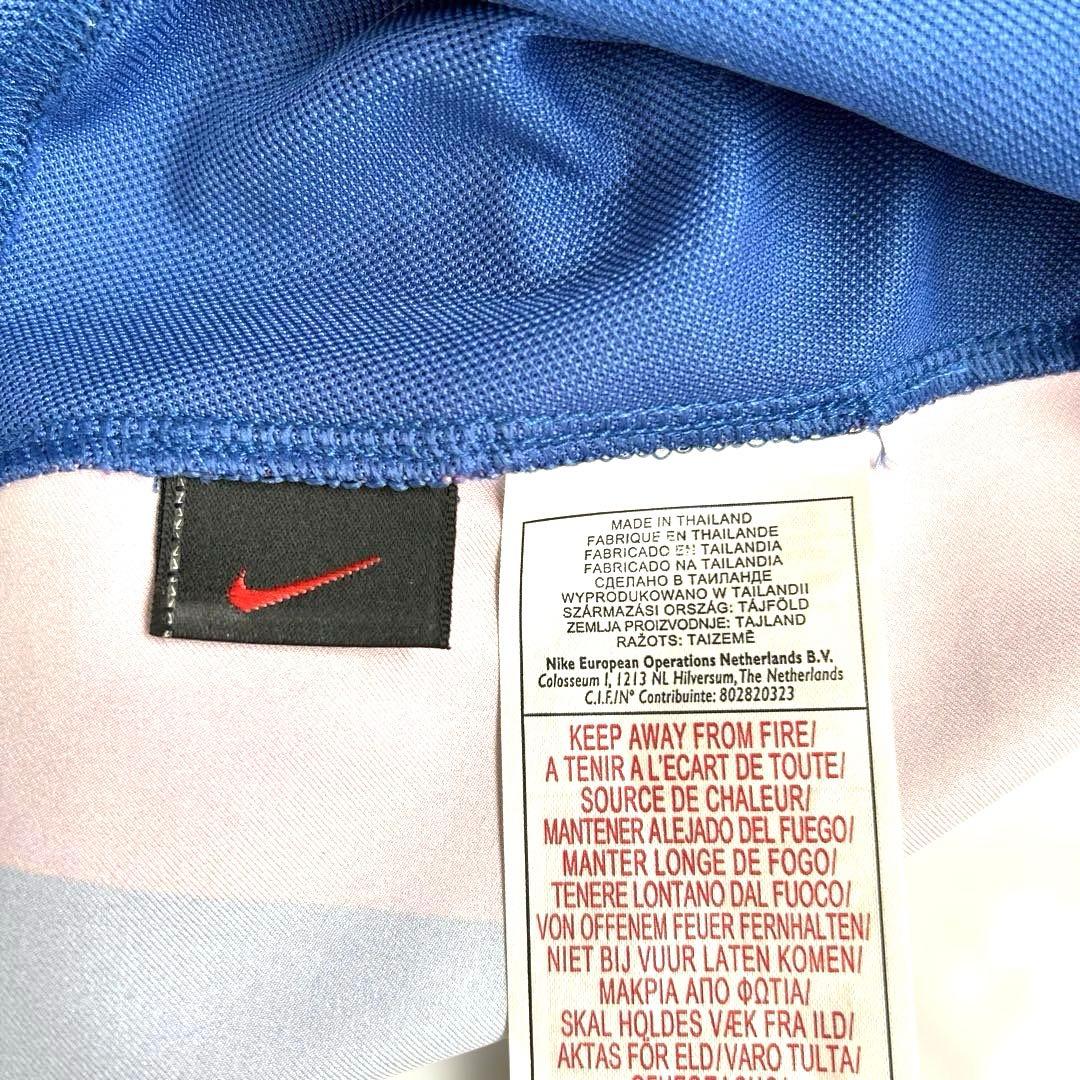 MADE IN THAILAND
FABRIQUE EN THAILANDE
FABRICADO EN TAILANDIA
FABRICADO NA TAILANDIA
СДЕЛАНО В ТАИЛАНДЕ
WYPRODUKOWANO W TAILANDII
SZÁRMAZÁSI ORSZÁG: TÁJFÖLD
ZEMLJA PROIZVODNJE: TAJLAND
RAŽOTS: TAIZEMĒ
Nike European Operations Netherlands B.V.
Colosseum 1, 1213 NL Hilversum, The Netherlands
C.I.F./N° Contribuinte: 802820323
KEEP AWAY FROM FIRE/
A TENIR A L'ECART DE TOUTE/
SOURCE DE CHALEUR/
MANTENER ALEJADO DEL FUEGO/
MANTER LONGE DE FOGO/
TENERE LONTANO DAL FUOCO/
VON OFFENEM FEUER FERNHALTEN/
NIET BIJ VUUR LATEN KOMEN/
ΜΑΚΡΙΑ ΑΠΟ ΦΩΤΙΑ/
SKAL HOLDES VÆK FRA ILD/
AKTAS FÖR ELD/VARO TULTA/